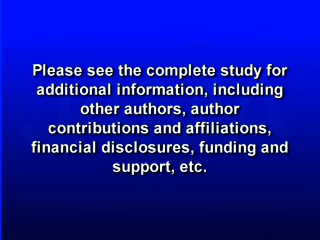 Please see the complete study for
additional information, including
other authors, author
contributions and affiliations,
financial disclosures, funding and
support, etc.